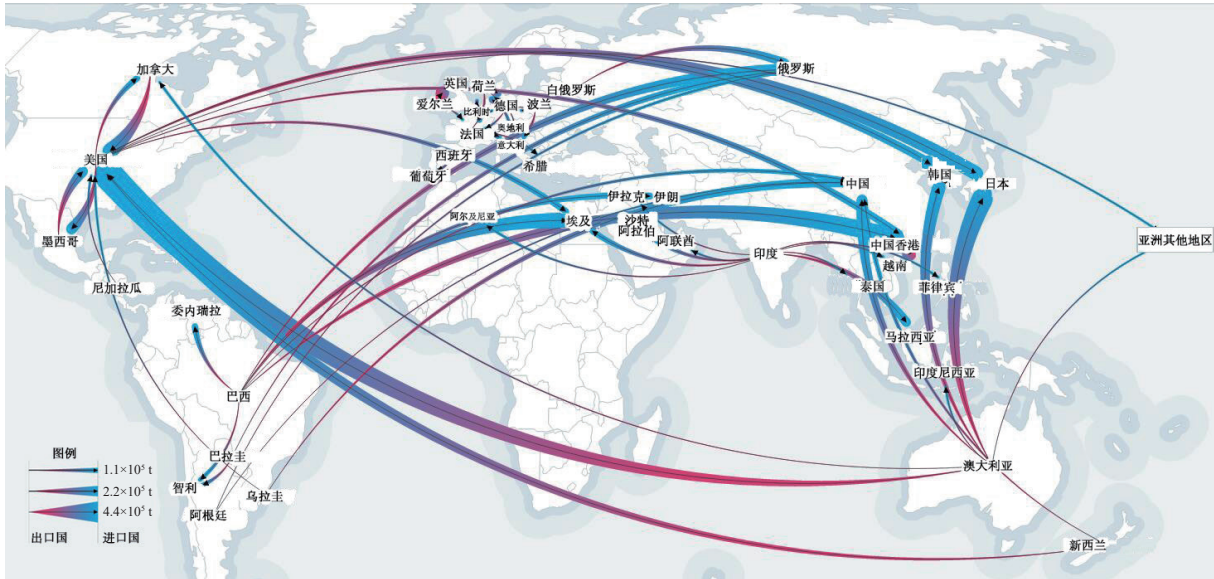 加拿大
美国
墨西哥
尼加拉瓜
委内瑞拉
巴西
巴拉圭
智利
乌拉圭
阿根廷
英国
荷兰
爱尔兰
比利时
德国
波兰
白俄罗斯
俄罗斯
法国
奥地利
意大利
西班牙
希腊
葡萄牙
阿尔及尼亚
埃及
伊拉克
伊朗
沙特
阿拉伯
阿联酋
印度
中国
韩国
日本
中国香港
越南
泰国
菲律宾
马拉西亚
印度尼西亚
亚洲其他地区
澳大利亚
新西兰
图例
1.1×10⁵ t
2.2×10⁵ t
4.4×10⁵ t
出口国 进口国